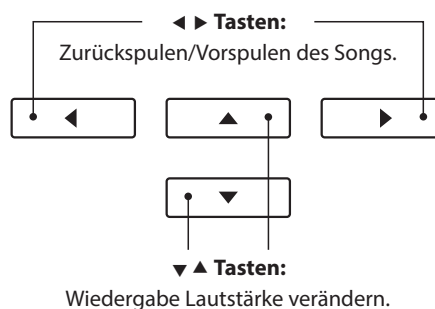 ◀ ▶ Tasten:
Zurückspulen/Vorspulen des Songs.
▼ ▲ Tasten:
Wiedergabe Lautstärke verändern.